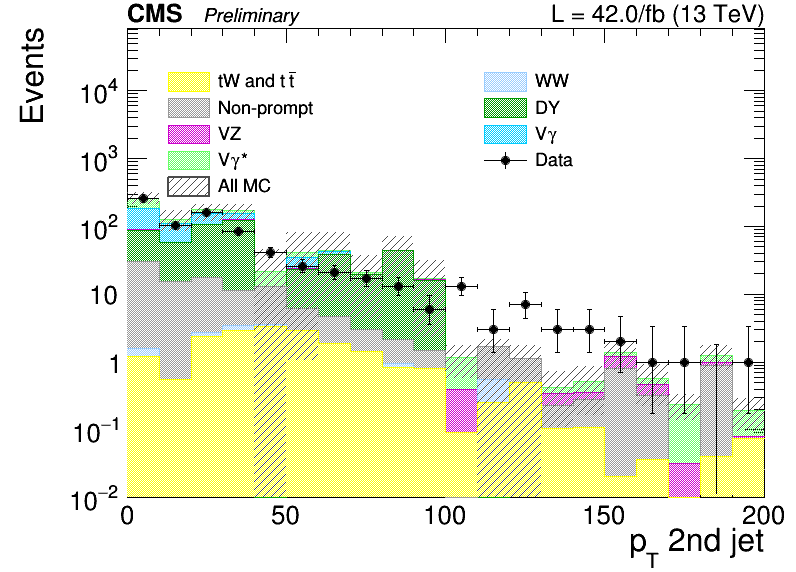 CMS Preliminary L = 42.0/fb (13 TeV)
Events
tW and t t̅ WW
Non-prompt DY
VZ Vγ
Vγ* Data
All MC
10⁴
10³
10²
10
1
10⁻¹
10⁻²
0 50 100 150 200
p_T 2nd jet